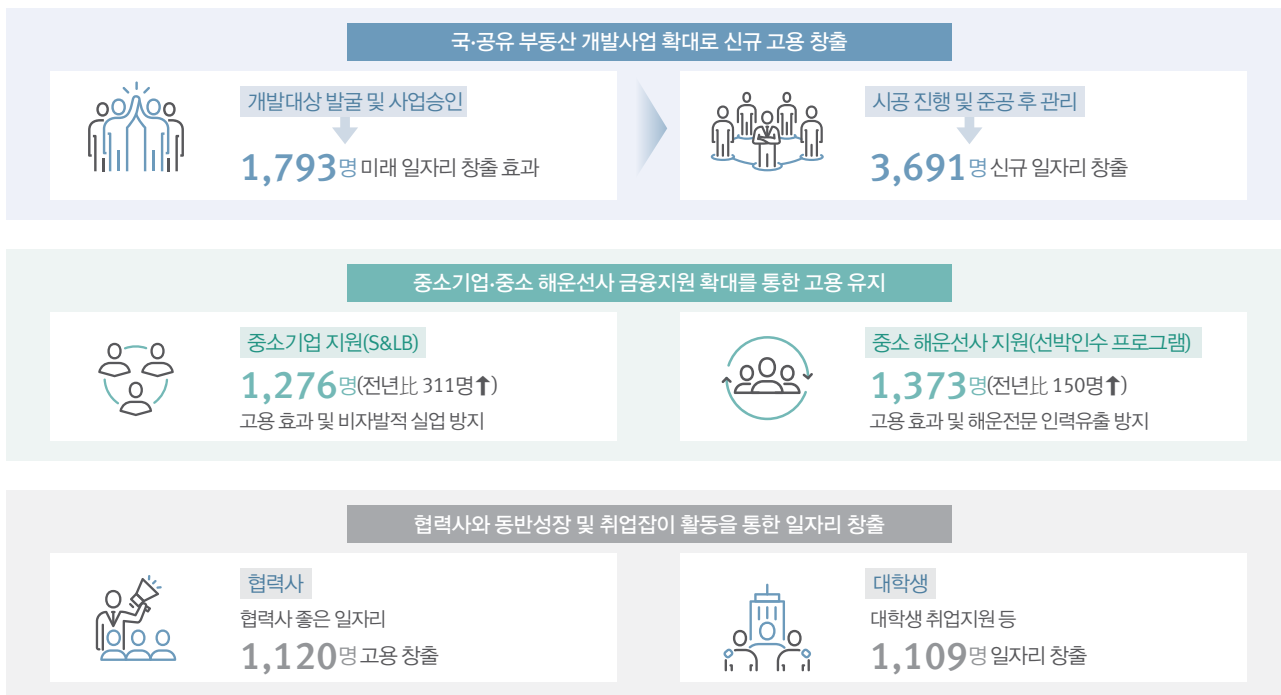 국·공유 부동산 개발사업 확대로 신규 고용 창출
개발대상 발굴 및 사업승인
1,793명 미래 일자리 창출 효과
시공 진행 및 준공 후 관리
3,691명 신규 일자리 창출
중소기업·중소 해운선사 금융지원 확대를 통한 고용 유지
중소기업 지원(S&LB)
1,276명(전년比 311명↑)
고용 효과 및 비자발적 실업 방지
중소 해운선사 지원(선박인수 프로그램)
1,373명(전년比 150명↑)
고용 효과 및 해운전문 인력유출 방지
협력사와 동반성장 및 취업잡이 활동을 통한 일자리 창출
협력사
협력사 좋은 일자리
1,120명 고용 창출
대학생
대학생 취업지원 등
1,109명 일자리 창출